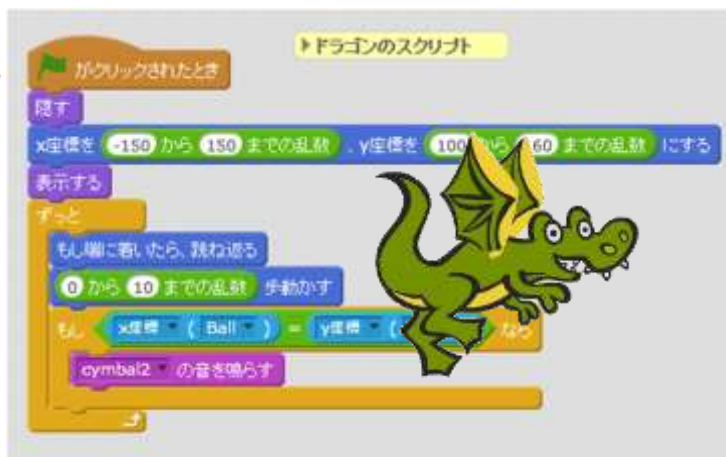 ドラゴンのスクリプト
がクリックされたとき
隠す
x座標を -150 から 150 までの乱数 、y座標を 100 から 60 までの乱数 にする
表示する
ずっと
もし端に着いたら、跳ね返る
0 から 10 までの乱数 歩動かす
もし x座標 ( Ball ) = y座標 ( なら
cymbal2 の音を鳴らす